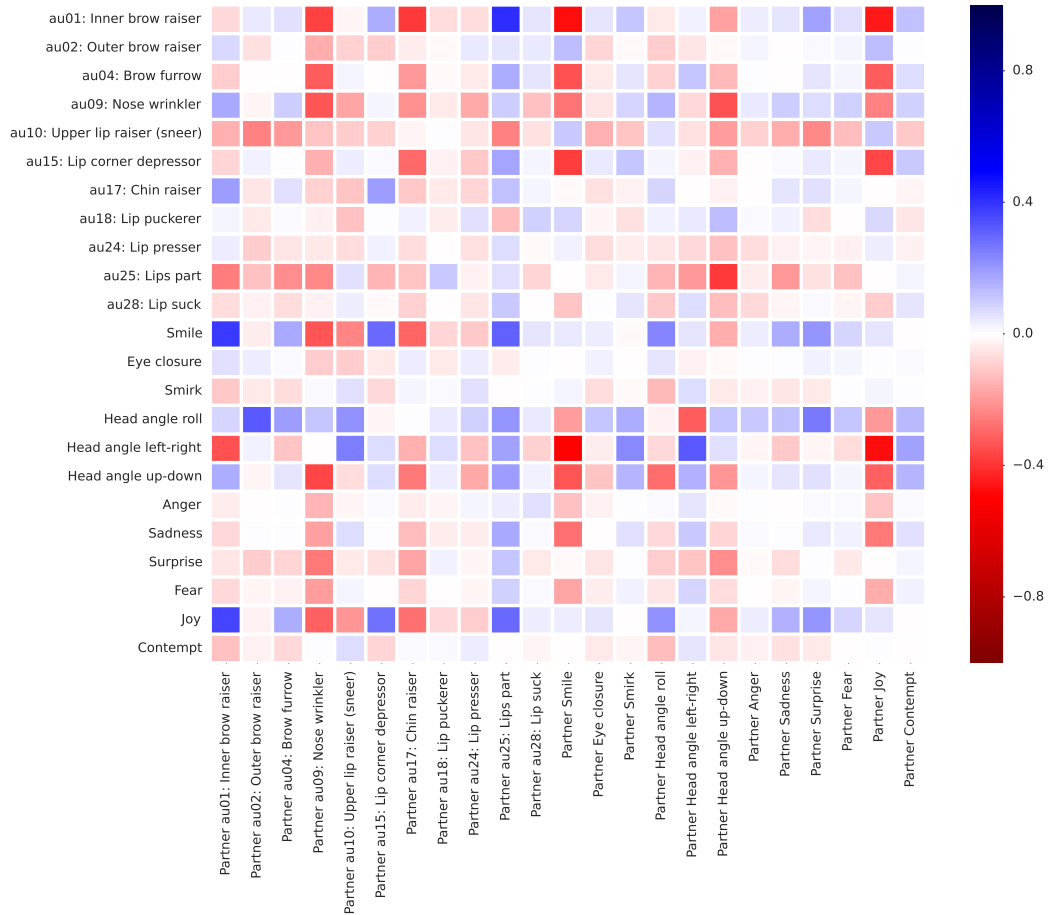 au01: Inner brow raiser
au02: Outer brow raiser
au04: Brow furrow
au09: Nose wrinkler
au10: Upper lip raiser (sneer)
au15: Lip corner depressor
au17: Chin raiser
au18: Lip puckerer
au24: Lip presser
au25: Lips part
au28: Lip suck
Smile
Eye closure
Smirk
Head angle roll
Head angle left-right
Head angle up-down
Anger
Sadness
Surprise
Fear
Joy
Contempt
Partner au01: Inner brow raiser
Partner au02: Outer brow raiser
Partner au04: Brow furrow
Partner au09: Nose wrinkler
Partner au10: Upper lip raiser (sneer)
Partner au15: Lip corner depressor
Partner au17: Chin raiser
Partner au18: Lip puckerer
Partner au24: Lip presser
Partner au25: Lips part
Partner au28: Lip suck
Partner Smile
Partner Eye closure
Partner Smirk
Partner Head angle roll
Partner Head angle left-right
Partner Head angle up-down
Partner Anger
Partner Sadness
Partner Surprise
Partner Fear
Partner Joy
Partner Contempt
0.8
0.4
0.0
−0.4
−0.8